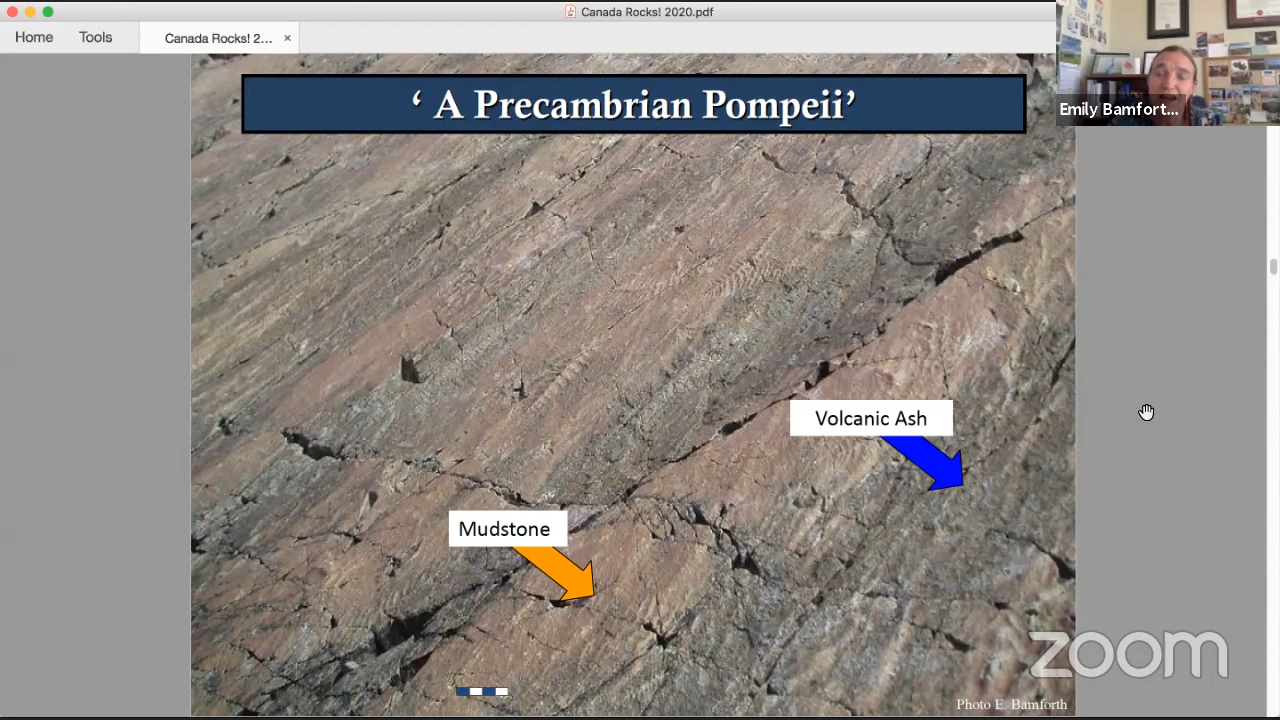 Canada Rocks! 2020.pdf
Home
Tools
Canada Rocks! 2...
×
‘ A Precambrian Pompeii’
Emily Bamfort...
Volcanic Ash
Mudstone
zoom
Photo E. Bamforth